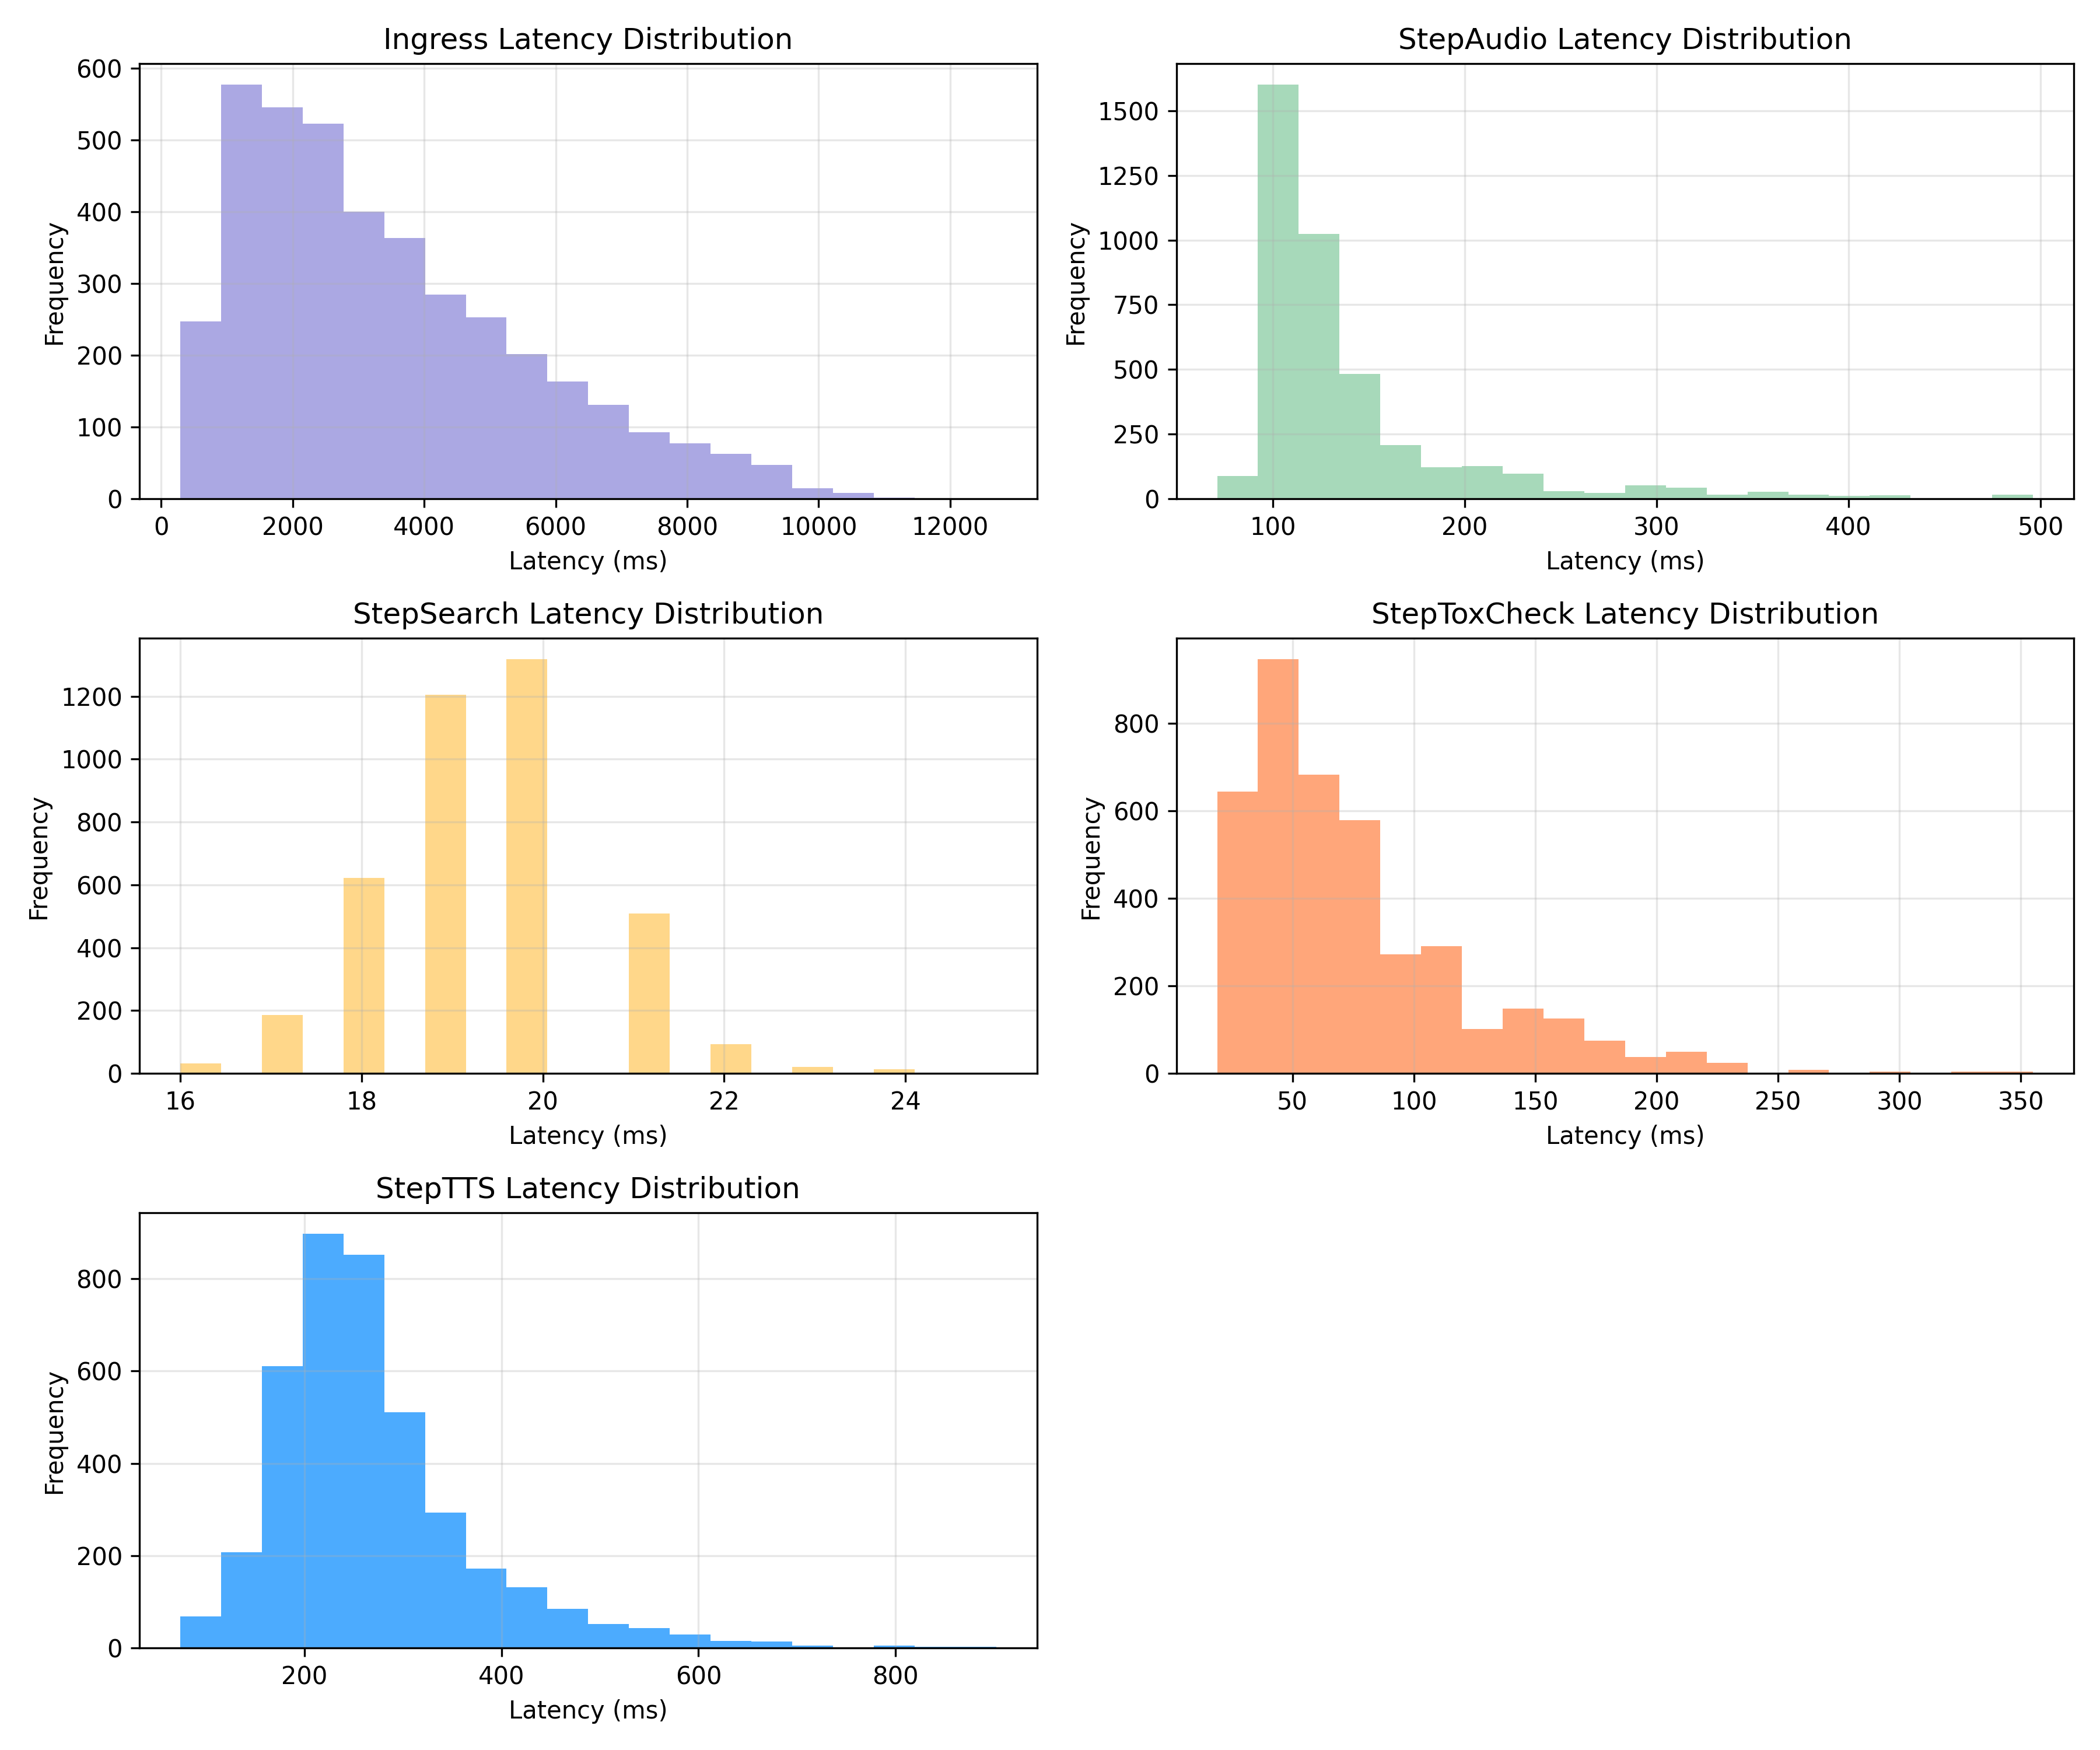 Ingress Latency Distribution
600
500
400
300
200
100
0
Frequency
0 2000 4000 6000 8000 10000 12000
Latency (ms)
StepAudio Latency Distribution
1500
1250
1000
750
500
250
0
Frequency
100 200 300 400 500
Latency (ms)
StepSearch Latency Distribution
1200
1000
800
600
400
200
0
Frequency
16 18 20 22 24
Latency (ms)
StepToxCheck Latency Distribution
800
600
400
200
0
Frequency
50 100 150 200 250 300 350
Latency (ms)
StepTTS Latency Distribution
800
600
400
200
0
Frequency
200 400 600 800
Latency (ms)